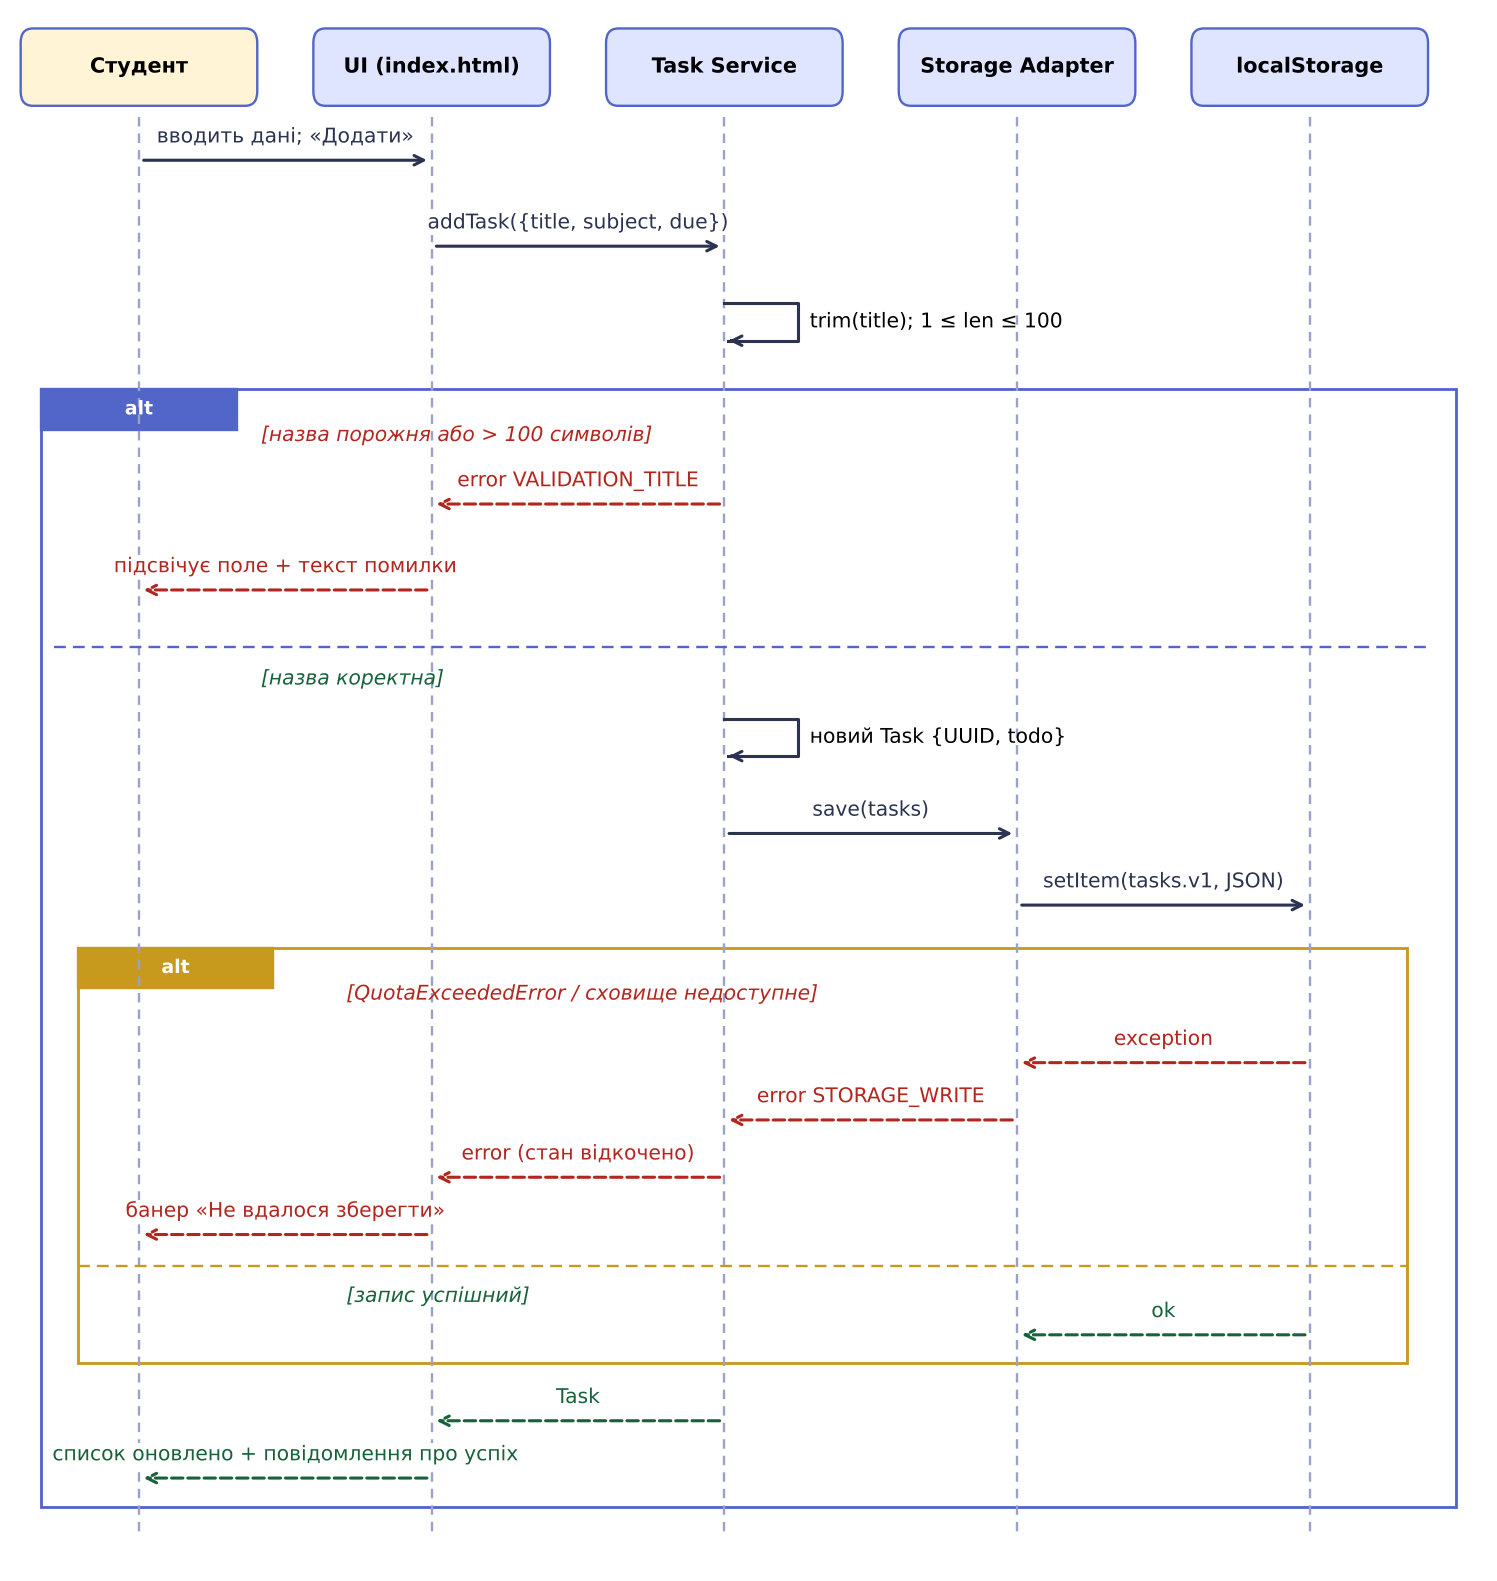 Студент
UI (index.html)
Task Service
Storage Adapter
localStorage
вводить дані; «Додати»
addTask({title, subject, due})
trim(title); 1 ≤ len ≤ 100
alt
[назва порожня або > 100 символів]
error VALIDATION_TITLE
підсвічує поле + текст помилки
[назва коректна]
новий Task {UUID, todo}
save(tasks)
setItem(tasks.v1, JSON)
alt
[QuotaExceededError / сховище недоступне]
exception
error STORAGE_WRITE
error (стан відкочено)
банер «Не вдалося зберегти»
[запис успішний]
ok
Task
список оновлено + повідомлення про успіх